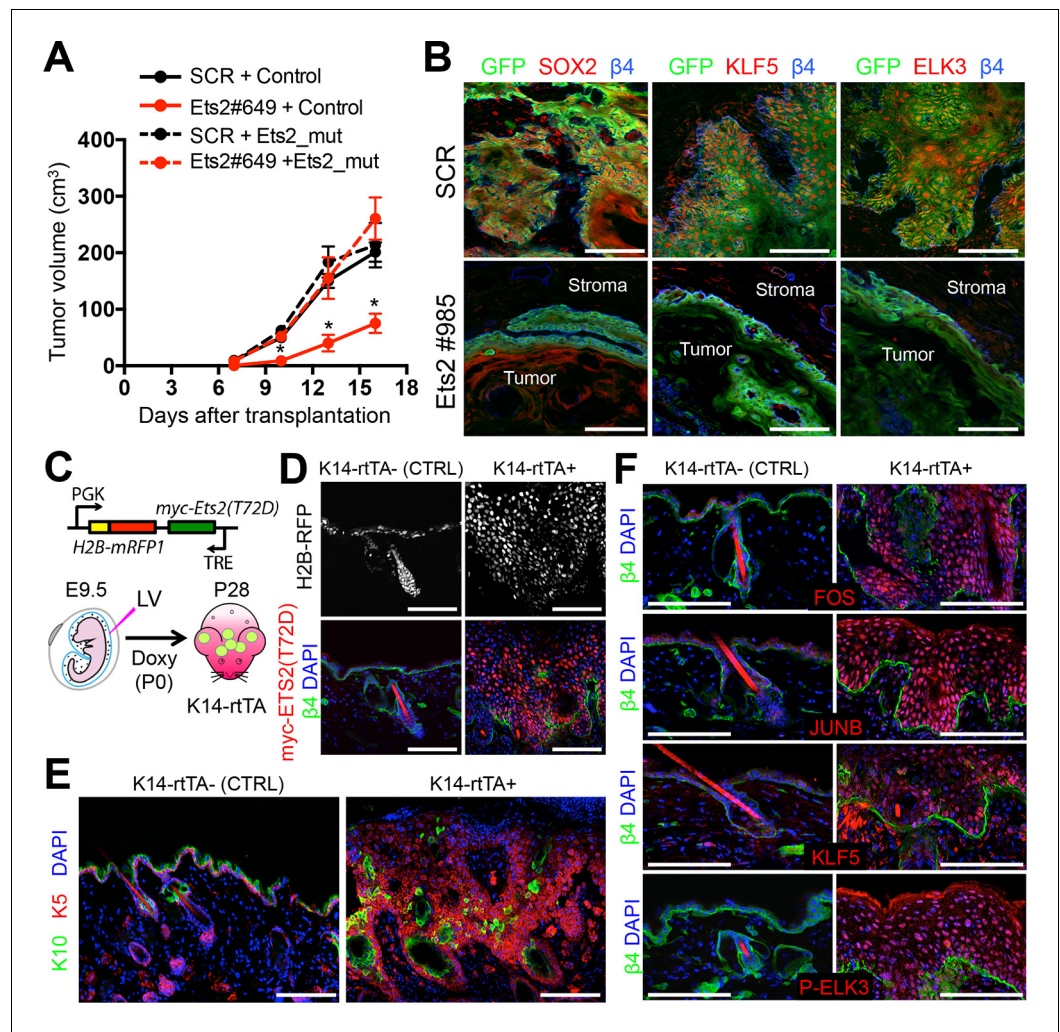 A
SCR + Control
Ets2#649 + Control
SCR + Ets2_mut
Ets2#649 +Ets2_mut
Tumor volume (cm³)
400
300
200
100
0
* * *
0 3 6 9 12 15 18
Days after transplantation
B
GFP SOX2 β4 GFP KLF5 β4 GFP ELK3 β4
SCR
Ets2 #985
Stroma Stroma Stroma
Tumor Tumor Tumor
C
PGK
myc-Ets2(T72D)
H2B-mRFP1
TRE
E9.5 LV P28
Doxy
(P0)
K14-rtTA
D
K14-rtTA- (CTRL) K14-rtTA+
H2B-RFP
myc-ETS2(T72D)
β4 DAPI
E
K14-rtTA- (CTRL) K14-rtTA+
K10 K5 DAPI
F
K14-rtTA- (CTRL) K14-rtTA+
β4 DAPI
FOS
β4 DAPI
JUNB
β4 DAPI
KLF5
β4 DAPI
P-ELK3